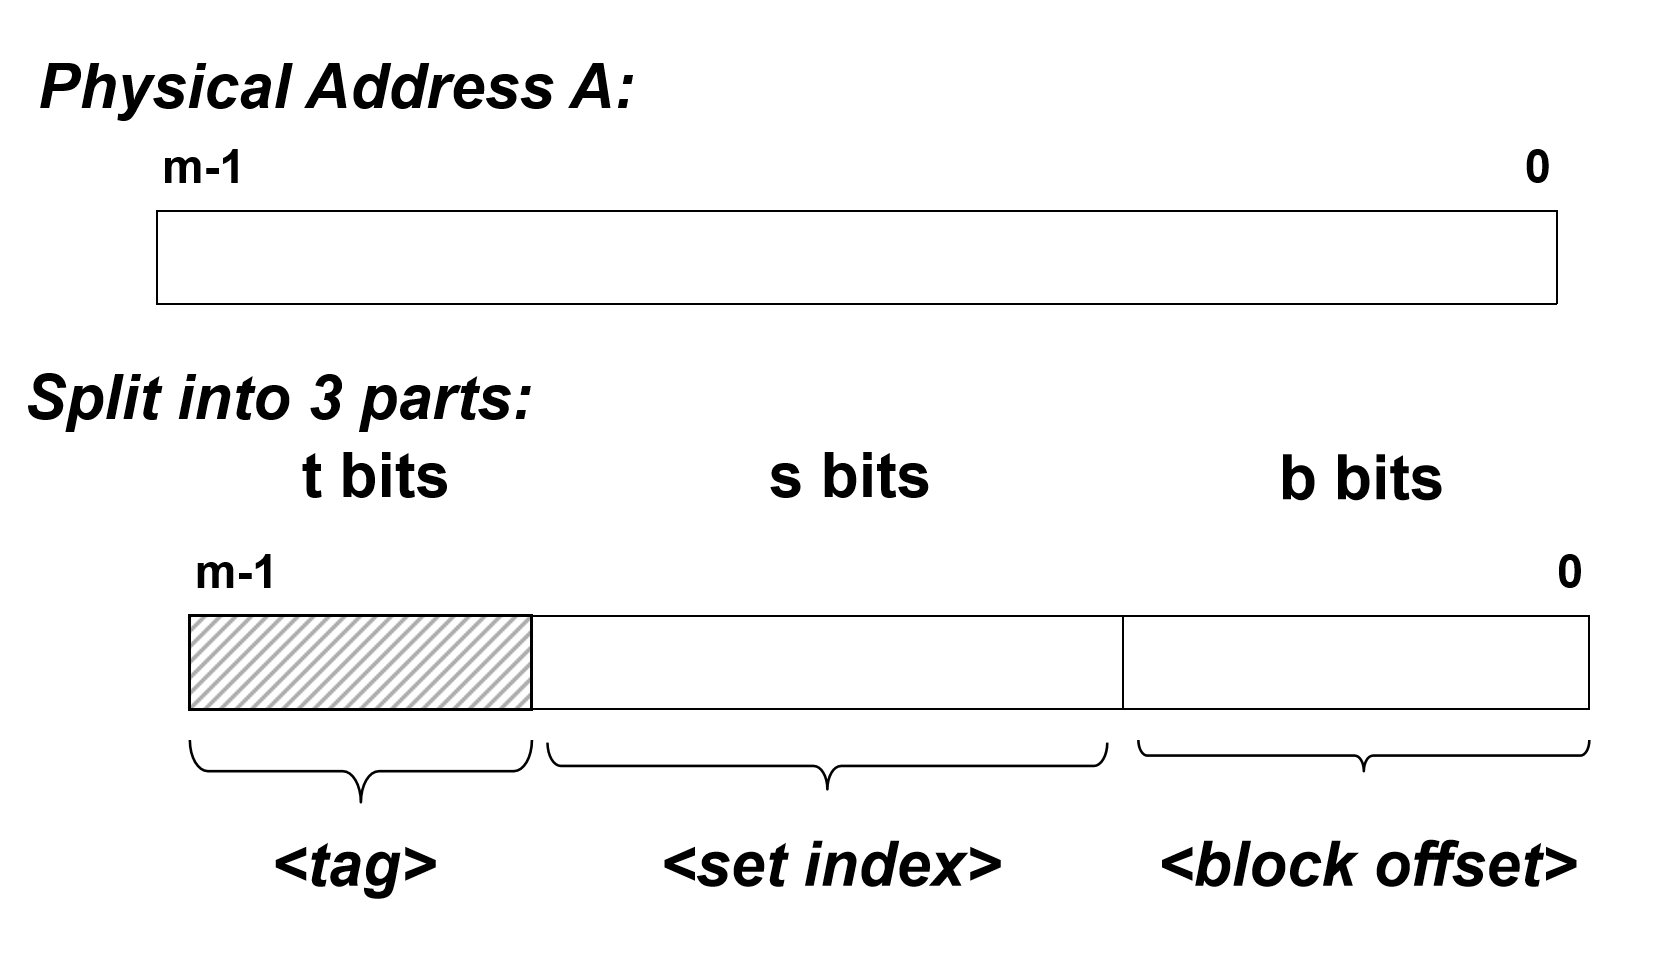 Physical Address A:
m-1 0
Split into 3 parts:
t bits s bits b bits
m-1 0
<tag> <set index> <block offset>